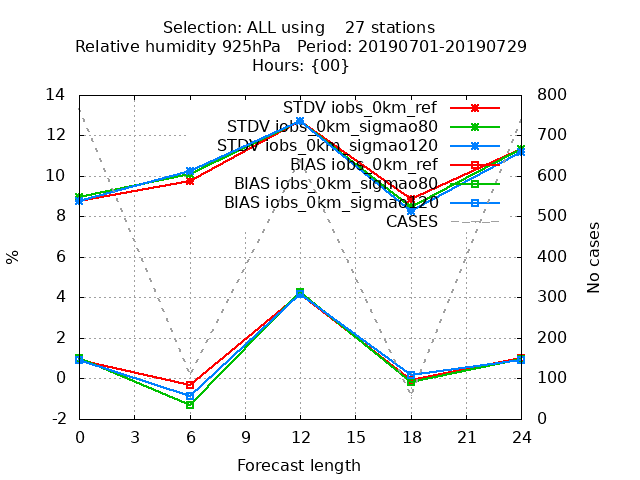 Selection: ALL using 27 stations
Relative humidity 925hPa Period: 20190701-20190729
Hours: {00}
14
12
10
8
6
4
2
0
-2
%
800
700
600
500
400
300
200
100
0
No cases
STDV iobs_0km_ref
STDV iobs_0km_sigmao80
STDV iobs_0km_sigmao120
BIAS iobs_0km_ref
BIAS iobs_0km_sigmao80
BIAS iobs_0km_sigmao120
CASES
0 3 6 9 12 15 18 21 24
Forecast length